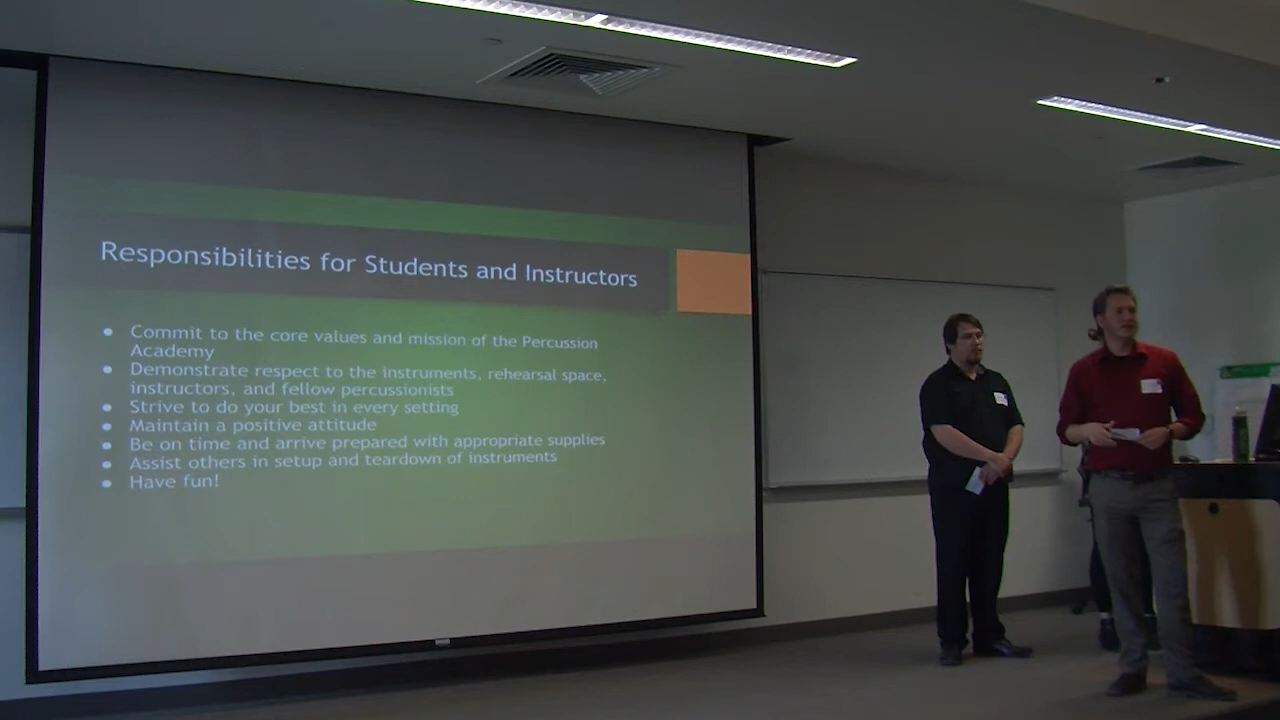 Responsibilities for Students and Instructors
● Commit to the core values and mission of the Percussion
Academy
● Demonstrate respect to the instruments, rehearsal space,
instructors, and fellow percussionists
● Strive to do your best in every setting
● Maintain a positive attitude
● Be on time and arrive prepared with appropriate supplies
● Assist others in setup and teardown of instruments
● Have fun!